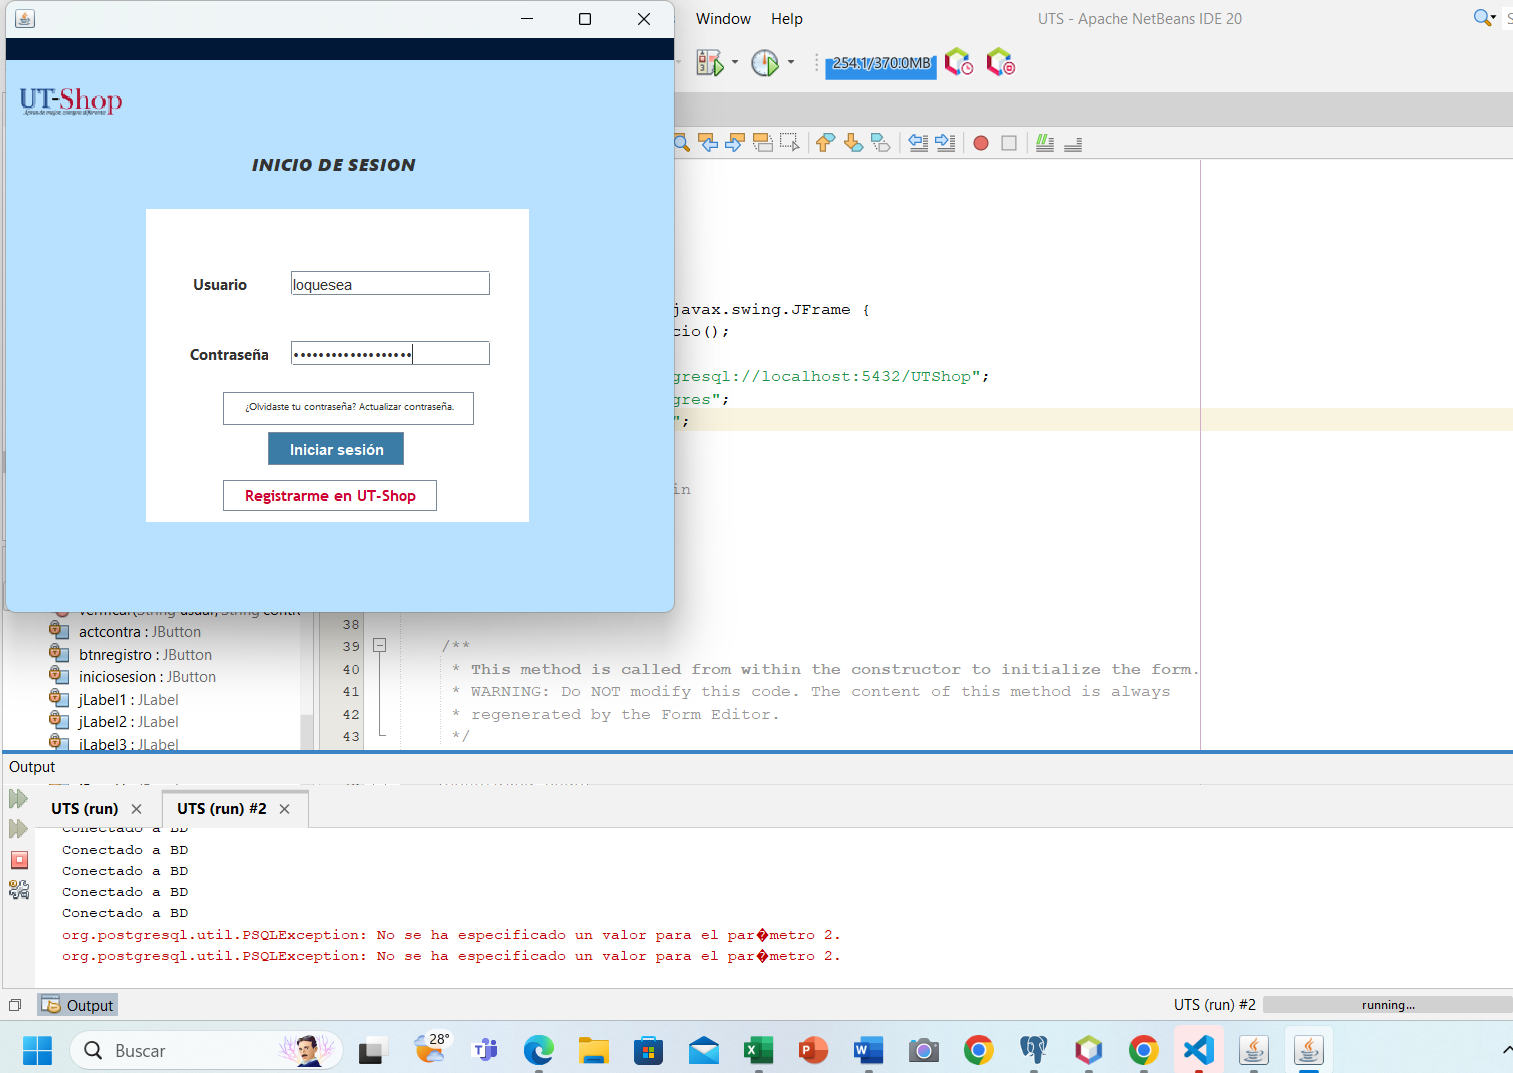 Window Help
UTS - Apache NetBeans IDE 20
254.1/370.0MB
UT-Shop
INICIO DE SESION
Usuario
loquesea
Contraseña
¿Olvidaste tu contraseña? Actualizar contraseña.
Iniciar sesión
Registrarme en UT-Shop
javax.swing.JFrame {
cio();
gresql://localhost:5432/UTShop";
gres";
";
in
actcontra : JButton
btnregistro : JButton
iniciosesion : JButton
jLabel1 : JLabel
jLabel2 : JLabel
jLabel3 : JLabel
38
39 /**
40 * This method is called from within the constructor to initialize the form.
41 * WARNING: Do NOT modify this code. The content of this method is always
42 * regenerated by the Form Editor.
43 */
Output
UTS (run)
UTS (run) #2
Conectado a BD
Conectado a BD
Conectado a BD
Conectado a BD
Conectado a BD
org.postgresql.util.PSQLException: No se ha especificado un valor para el par�metro 2.
org.postgresql.util.PSQLException: No se ha especificado un valor para el par�metro 2.
Output
UTS (run) #2
running...
Buscar
28°